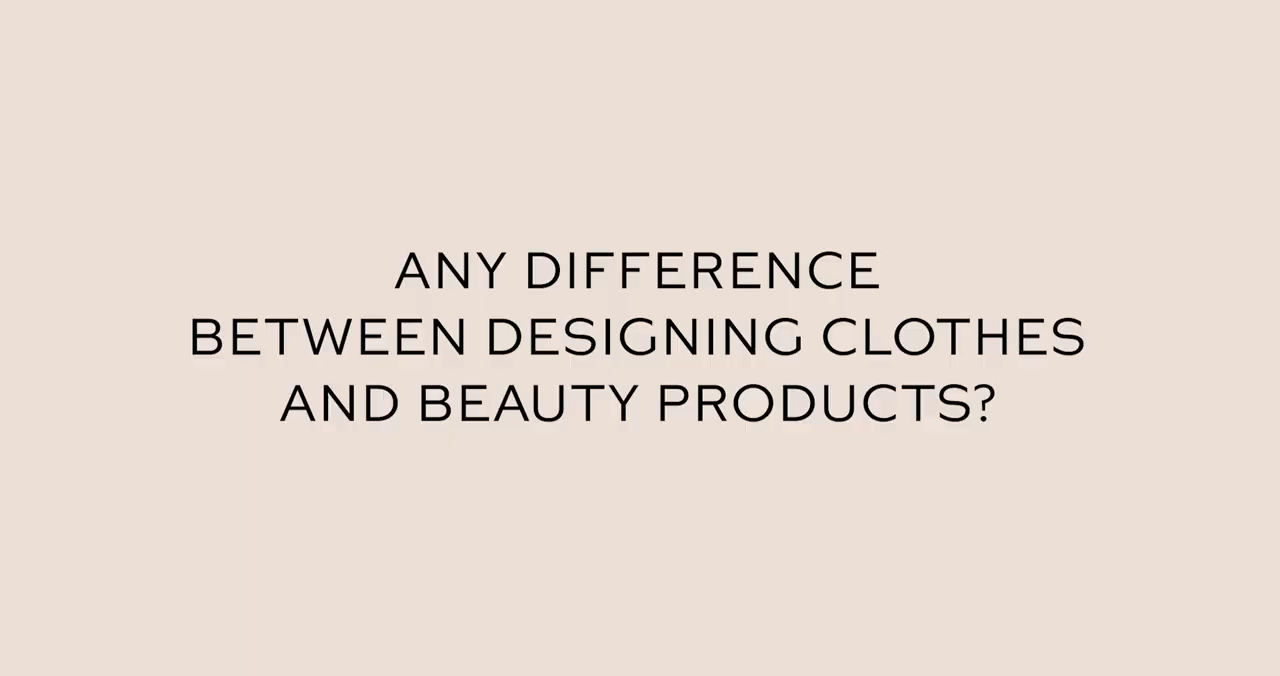 ANY DIFFERENCE
BETWEEN DESIGNING CLOTHES
AND BEAUTY PRODUCTS?